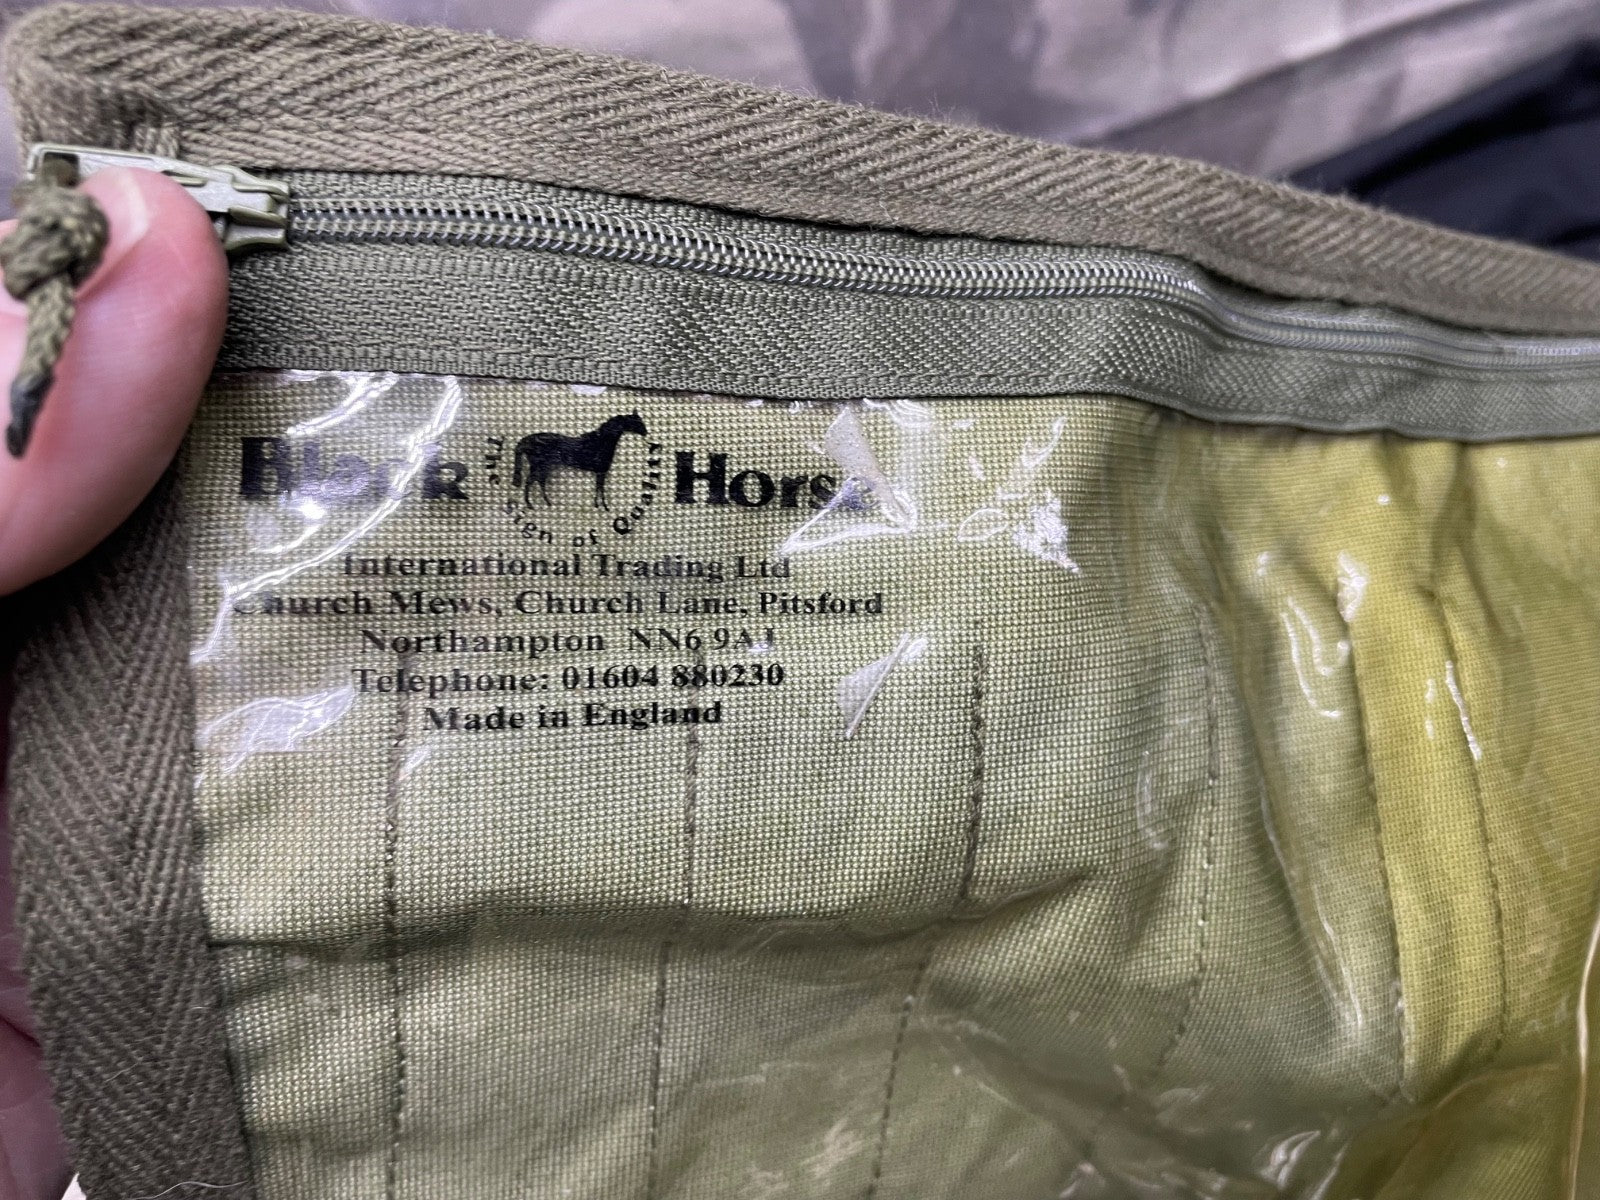 Black Horse
The Sign of Quality
International Trading Ltd
Church Mews, Church Lane, Pitsford
Northampton NN6 9AJ
Telephone: 01604 880230
Made in England